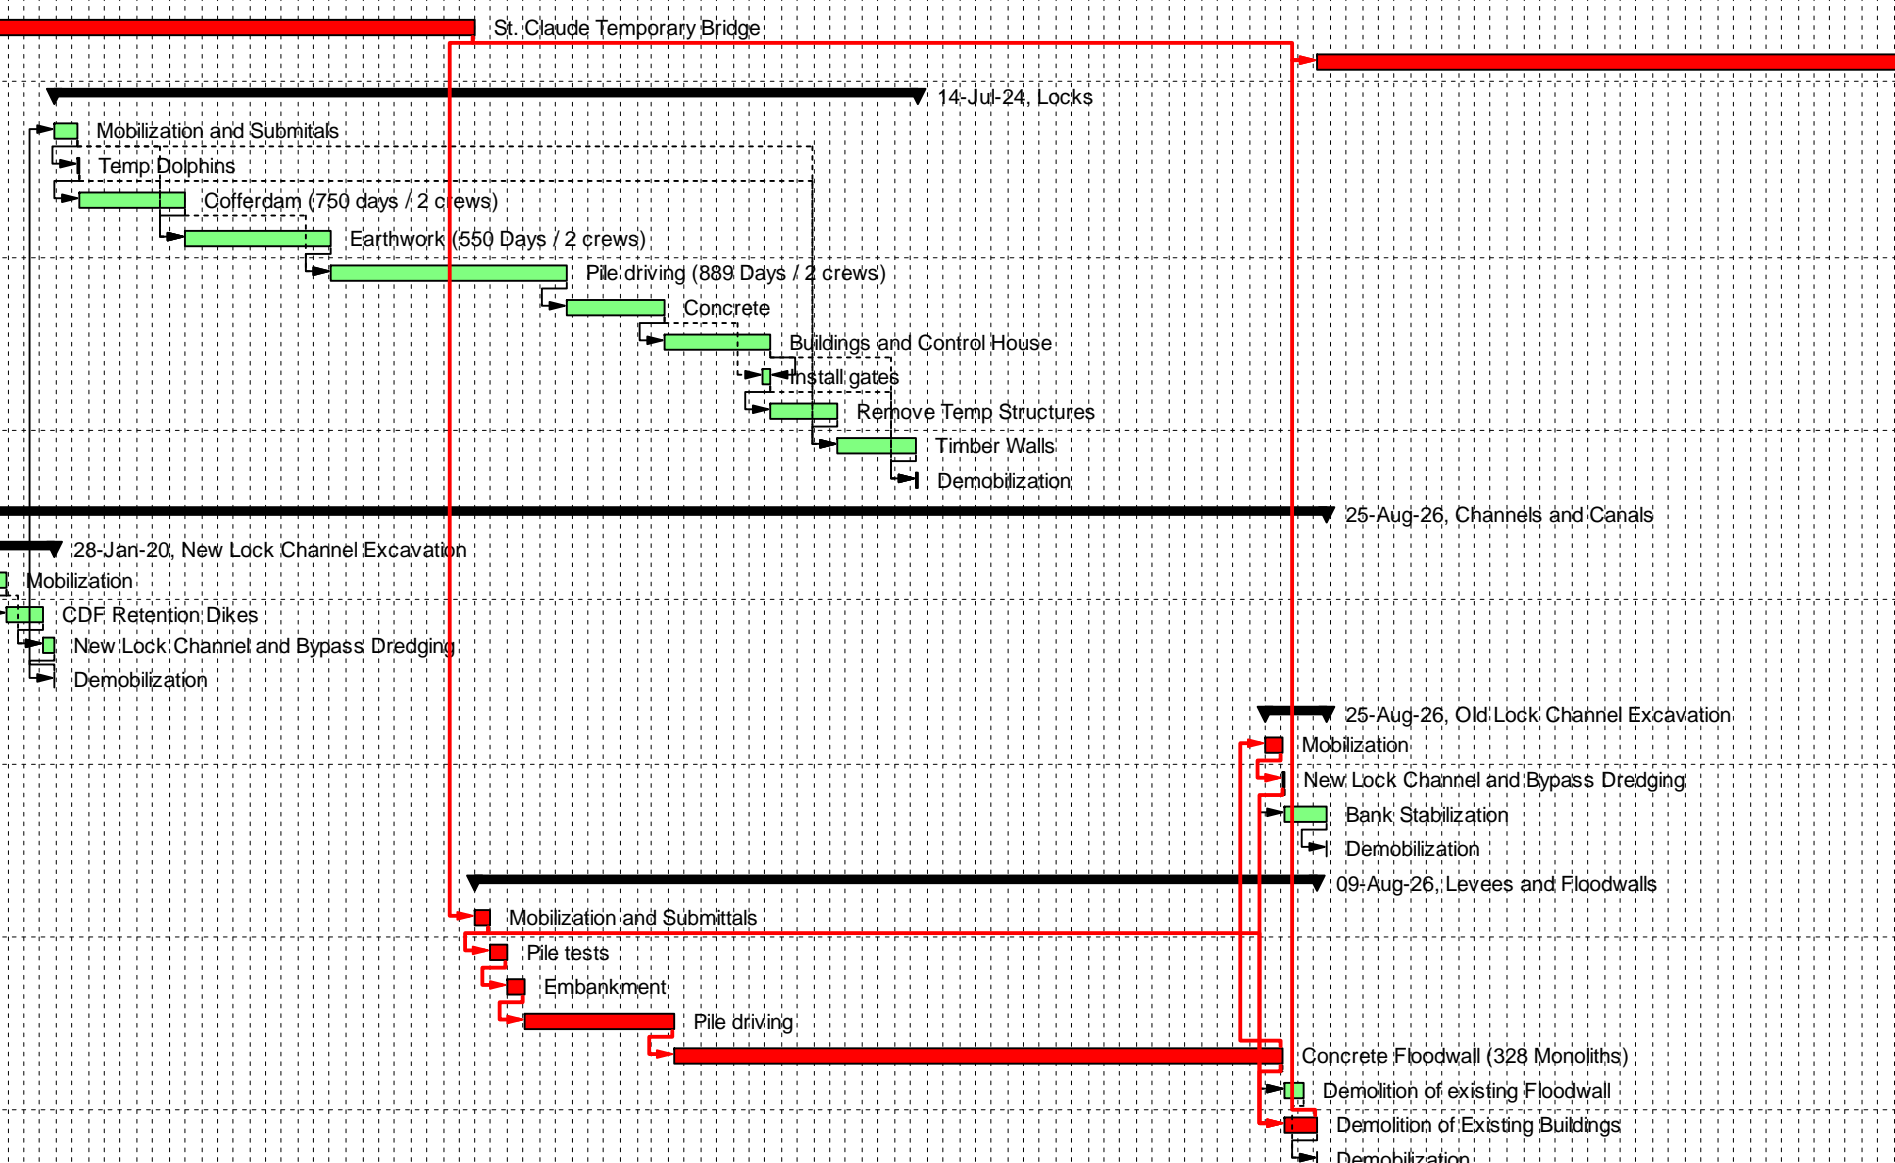 St. Claude Temporary Bridge
14-Jul-24, Locks
Mobilization and Submitals
Temp Dolphins
Cofferdam (750 days / 2 crews)
Earthwork (550 Days / 2 crews)
Pile driving (889 Days / 2 crews)
Concrete
Buildings and Control House
Install gates
Remove Temp Structures
Timber Walls
Demobilization
25-Aug-26, Channels and Canals
28-Jan-20, New Lock Channel Excavation
Mobilization
CDF Retention Dikes
New Lock Channel and Bypass Dredging
Demobilization
25-Aug-26, Old Lock Channel Excavation
Mobilization
New Lock Channel and Bypass Dredging
Bank Stabilization
Demobilization
09-Aug-26, Levees and Floodwalls
Mobilization and Submittals
Pile tests
Embankment
Pile driving
Concrete Floodwall (328 Monoliths)
Demolition of existing Floodwall
Demolition of Existing Buildings
Demobilization